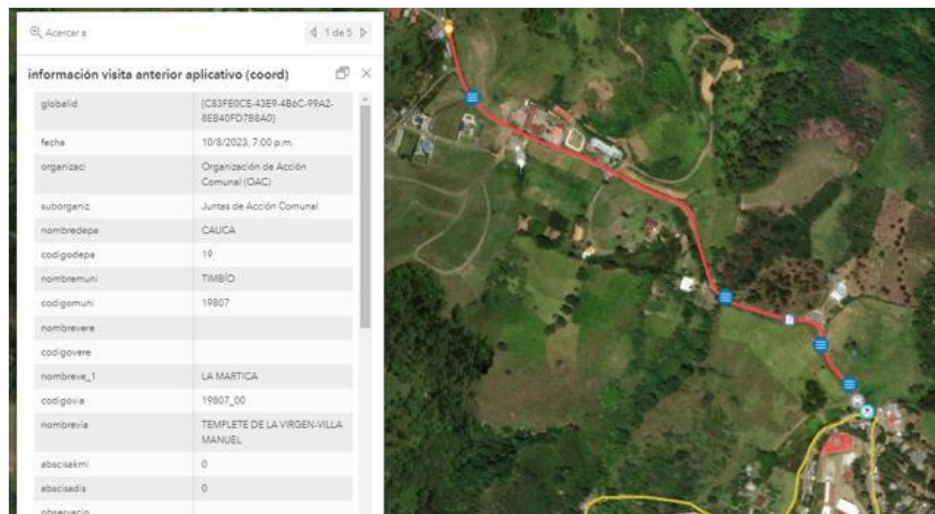 Acercar a
1 de 5
información visita anterior aplicativo (coord)
globalid {C83FE0CE-43E9-4B6C-99A2-
8EB40FD7B8A0}
fecha 10/8/2023, 7:00 p.m.
organizaci Organización de Acción
Comunal (OAC)
suborganiz Juntas de Acción Comunal
nombredepa CAUCA
codigodepa 19
nombremuni TIMBÍO
codigomuni 19807
nombrevere
codigovere
nombreve_1 LA MARTICA
codigovia 19807_00
nombrevia TEMPLETE DE LA VIRGEN-VILLA
MANUEL
abscisakmi 0
abscisadis 0
observacio